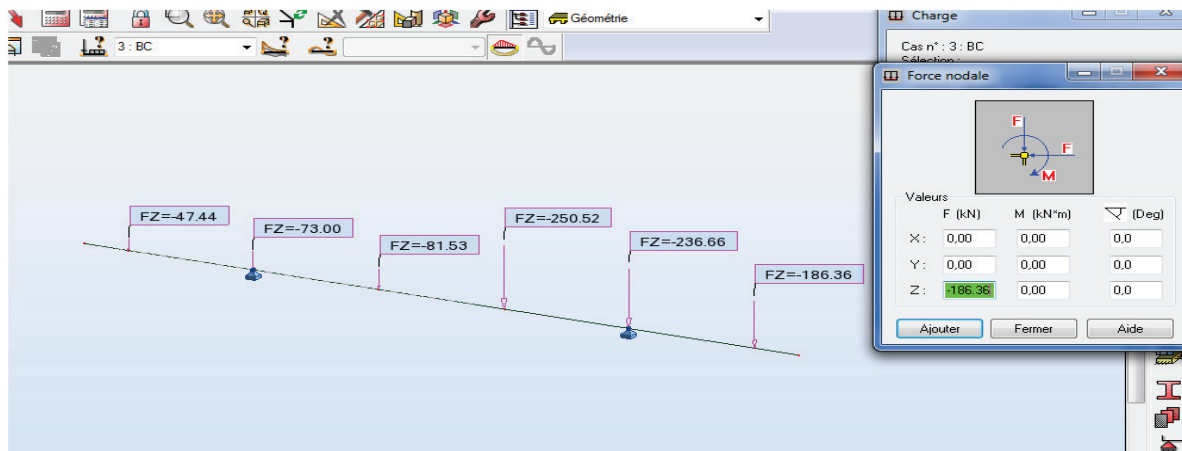 Géométrie
3 : BC
Charge
Cas n° : 3 : BC
Sélection :
Force nodale
F
F
M
Valeurs
F (kN) M (kN*m) (Deg)
X : 0,00 0,00 0,0
Y : 0,00 0,00 0,0
Z : -186.36 0,00 0,0
Ajouter Fermer Aide
FZ=-47.44
FZ=-73.00
FZ=-81.53
FZ=-250.52
FZ=-236.66
FZ=-186.36